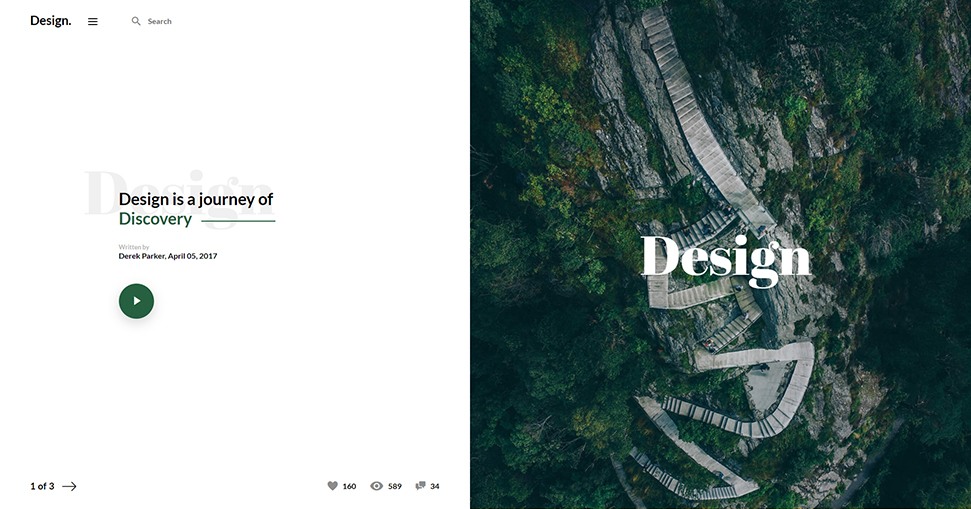 Design.
Search
Design
Design is a journey of
Discovery
Written by
Derek Parker, April 05, 2017
1 of 3
160
589
34
Design